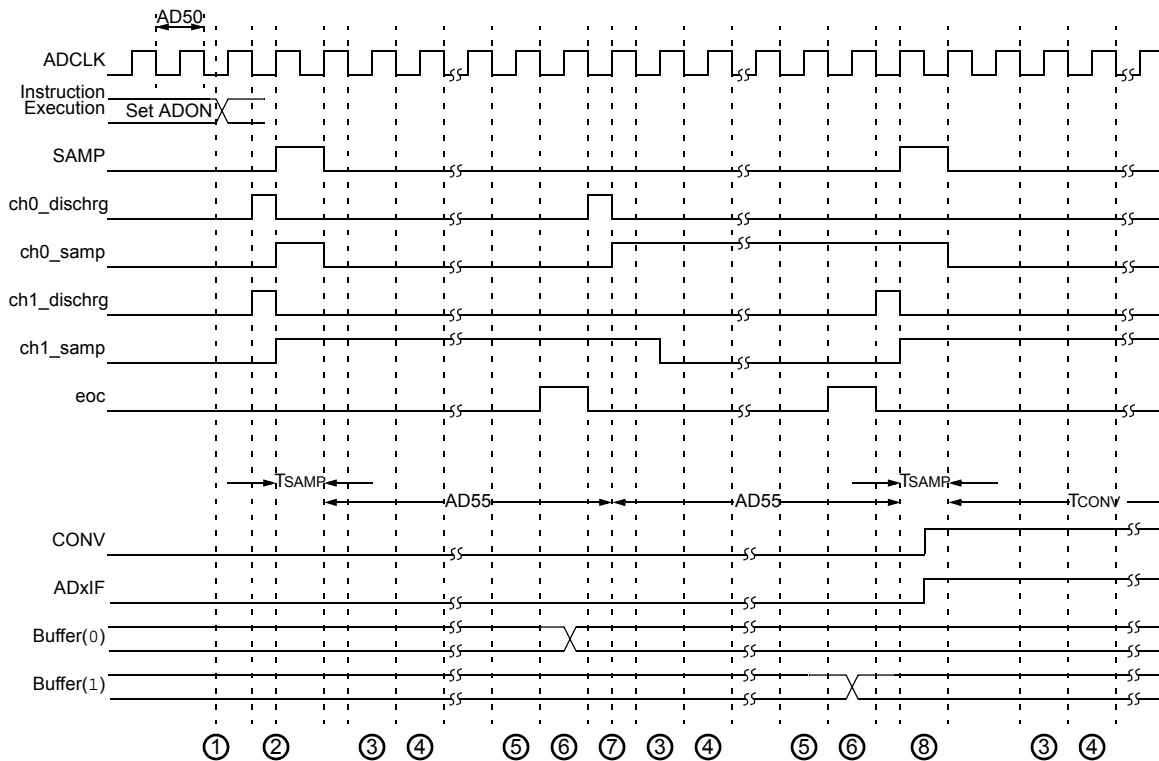 AD50
ADCLK
Instruction
Execution
Set ADON
SAMP
ch0_dischrg
ch0_samp
ch1_dischrg
ch1_samp
eoc
TSAMP TSAMP
AD55 AD55 TCONV
CONV
ADxIF
Buffer(0)
Buffer(1)
① ② ③ ④ ⑤ ⑥ ⑦ ③ ④ ⑤ ⑥ ⑧ ③ ④